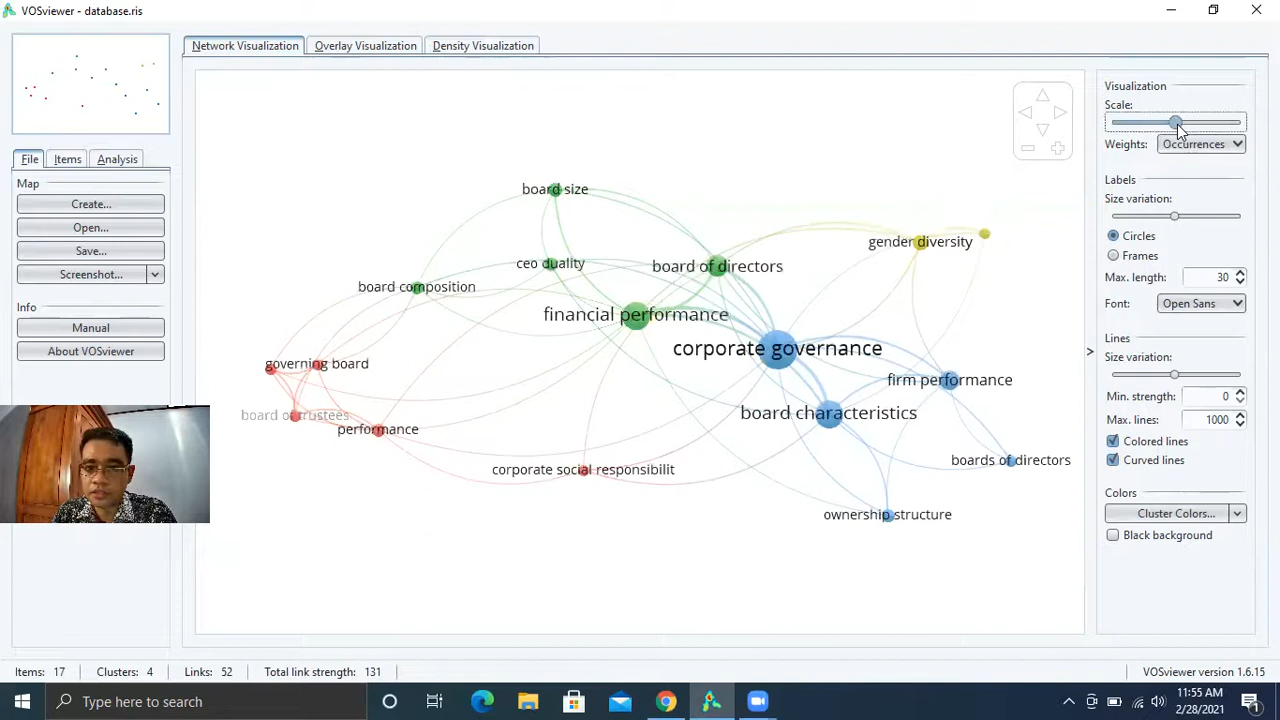 VOSviewer - database.ris
Network Visualization
Overlay Visualization
Density Visualization
File
Items
Analysis
Map
Create...
Open...
Save...
Screenshot...
Info
Manual
About VOSviewer
board size
gender diversity
ceo duality
board of directors
board composition
financial performance
corporate governance
governing board
firm performance
board of trustees
board characteristics
performance
boards of directors
corporate social responsibilit
ownership structure
Visualization
Scale:
Weights: Occurrences
Labels
Size variation:
Circles
Frames
Max. length: 30
Font: Open Sans
Lines
Size variation:
Min. strength: 0
Max. lines: 1000
Colored lines
Curved lines
Colors
Cluster Colors...
Black background
Items: 17 Clusters: 4 Links: 52 Total link strength: 131
VOSviewer version 1.6.15
Type here to search
11:55 AM
2/28/2021
1